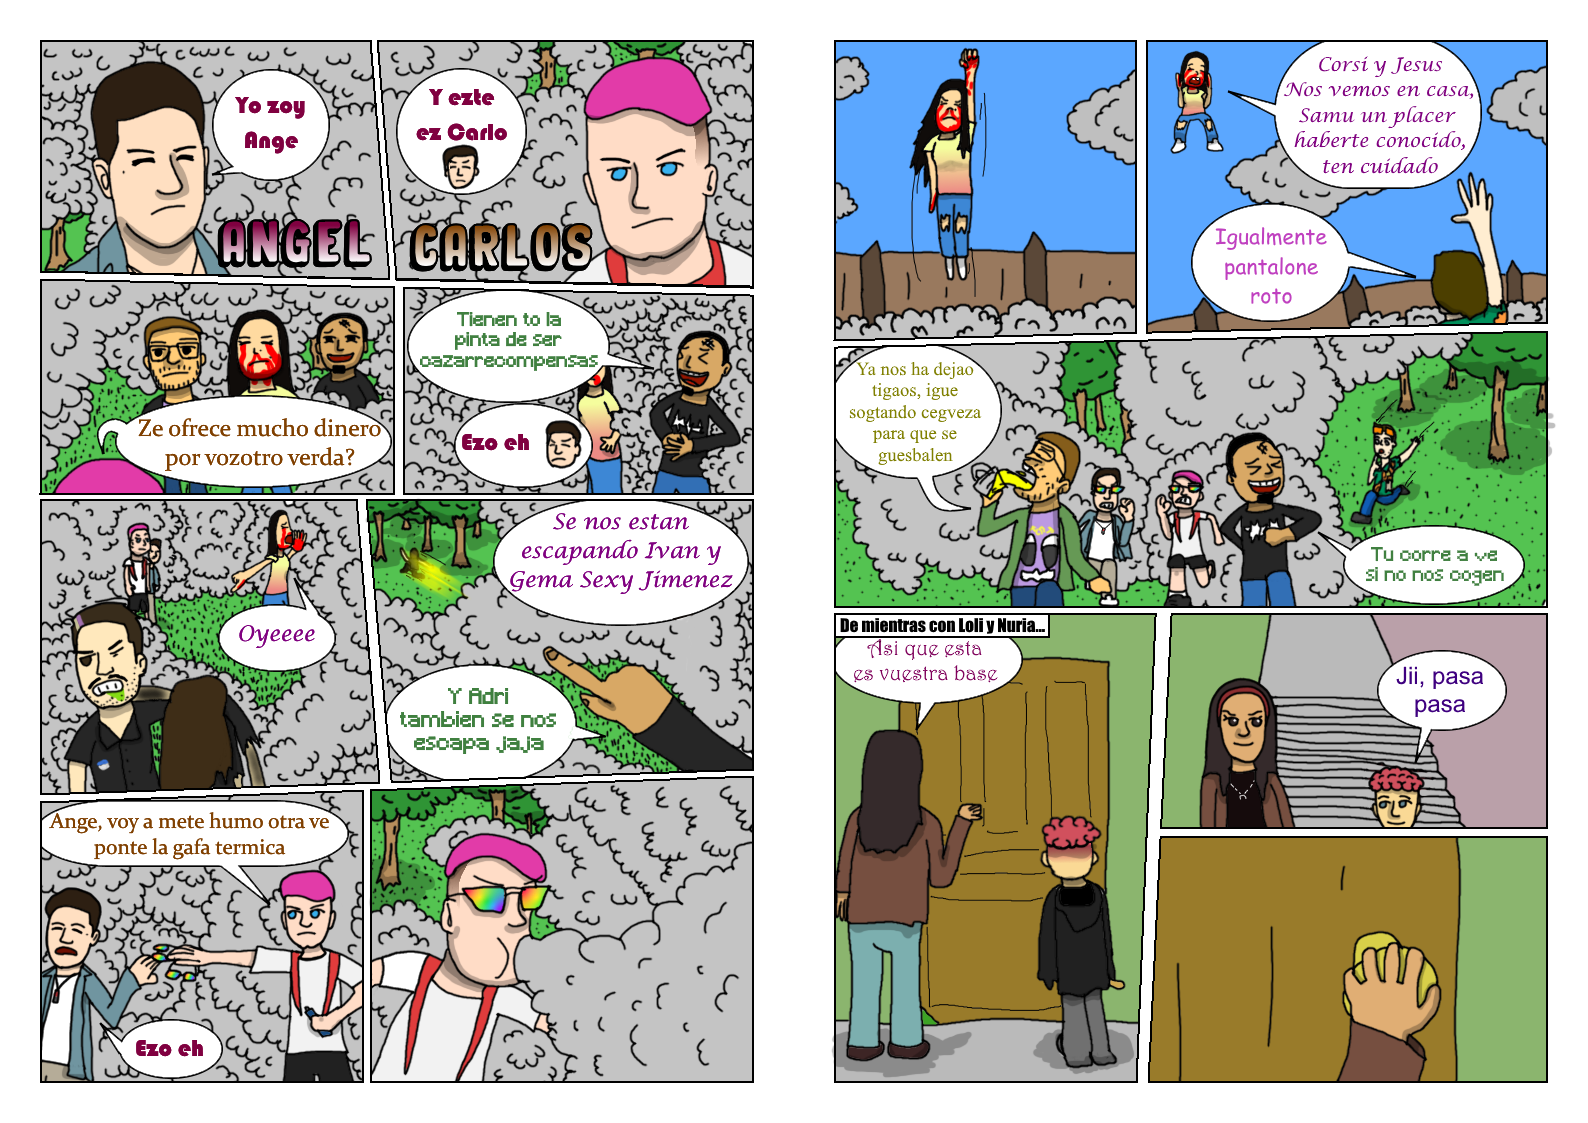 Yo zoy
Ange
ANGEL
Y ezte
ez Carlo
CARLOS
Ze ofrece mucho dinero
por vozotro verda?
Tienen to la
pinta de ser
cazarrecompensas
Ezo eh
Oyeeee
Se nos estan
escapando Ivan y
Gema Sexy Jimenez
Y Adri
tambien se nos
escapa jaja
Ange, voy a mete humo otra ve
ponte la gafa termica
Ezo eh
Corsí y Jesus
Nos vemos en casa,
Samu un placer
haberte conocido,
ten cuidado
Igualmente
pantalone
roto
Ya nos ha dejao
tigaos, igue
sogtando cegveza
para que se
guesbalen
Tu corre a ve
si no nos cogen
De mientras con Loli y Nuria...
Asi que esta
es vuestra base
Jii, pasa
pasa